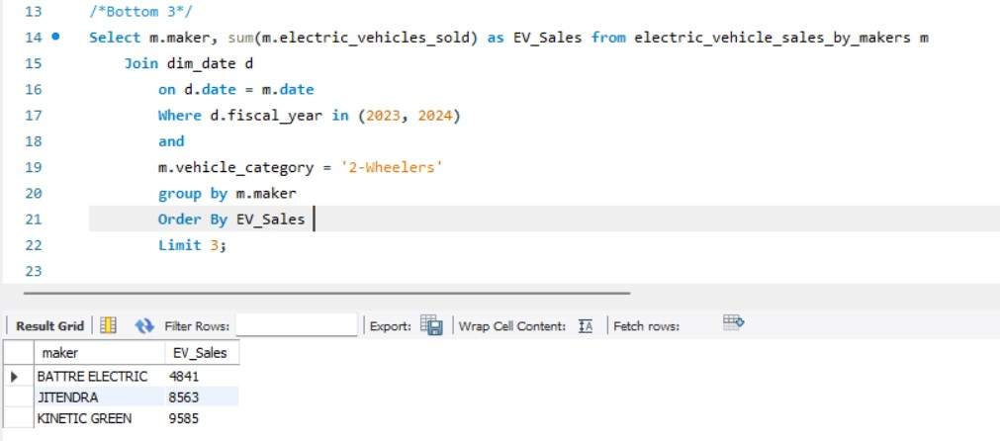 13 /*Bottom 3*/
14 Select m.maker, sum(m.electric_vehicles_sold) as EV_Sales from electric_vehicle_sales_by_makers m
15 Join dim_date d
16 on d.date = m.date
17 Where d.fiscal_year in (2023, 2024)
18 and
19 m.vehicle_category = '2-Wheelers'
20 group by m.maker
21 Order By EV_Sales
22 Limit 3;
23
Result Grid Filter Rows: Export: Wrap Cell Content: Fetch rows:
maker EV_Sales
BATTRE ELECTRIC 4841
JITENDRA 8563
KINETIC GREEN 9585